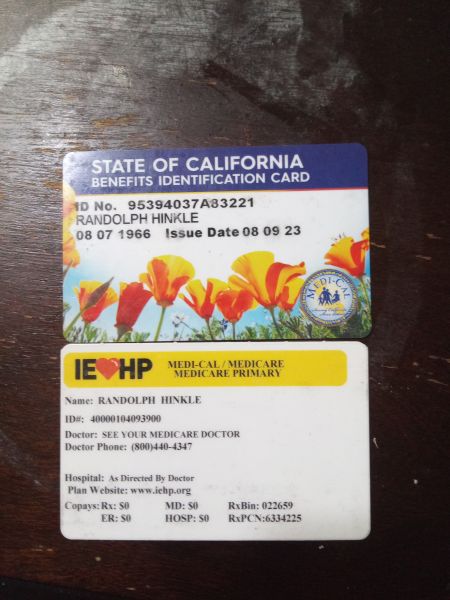 STATE OF CALIFORNIA
BENEFITS IDENTIFICATION CARD
ID No. 95394037A83221
RANDOLPH HINKLE
08 07 1966 Issue Date 08 09 23
MEDI-CAL
IEHP
MEDI-CAL / MEDICARE
MEDICARE PRIMARY
Name: RANDOLPH HINKLE
ID#: 40000104093900
Doctor: SEE YOUR MEDICARE DOCTOR
Doctor Phone: (800)440-4347
Hospital: As Directed By Doctor
Plan Website: www.iehp.org
Copays: Rx: $0 MD: $0 RxBin: 022659
ER: $0 HOSP: $0 RxPCN:6334225